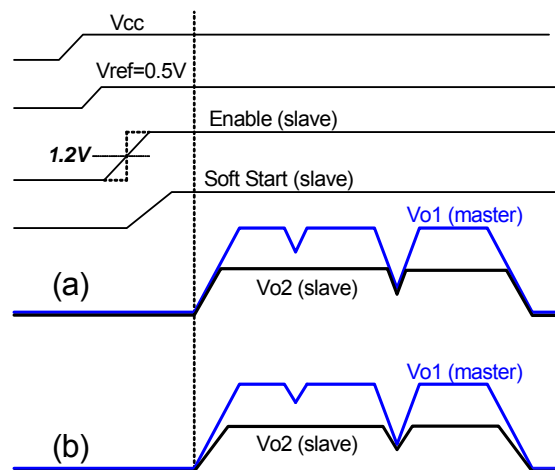 Vcc
Vref=0.5V
Enable (slave)
1.2V
Soft Start (slave)
Vo1 (master)
(a)
Vo2 (slave)
Vo1 (master)
(b)
Vo2 (slave)